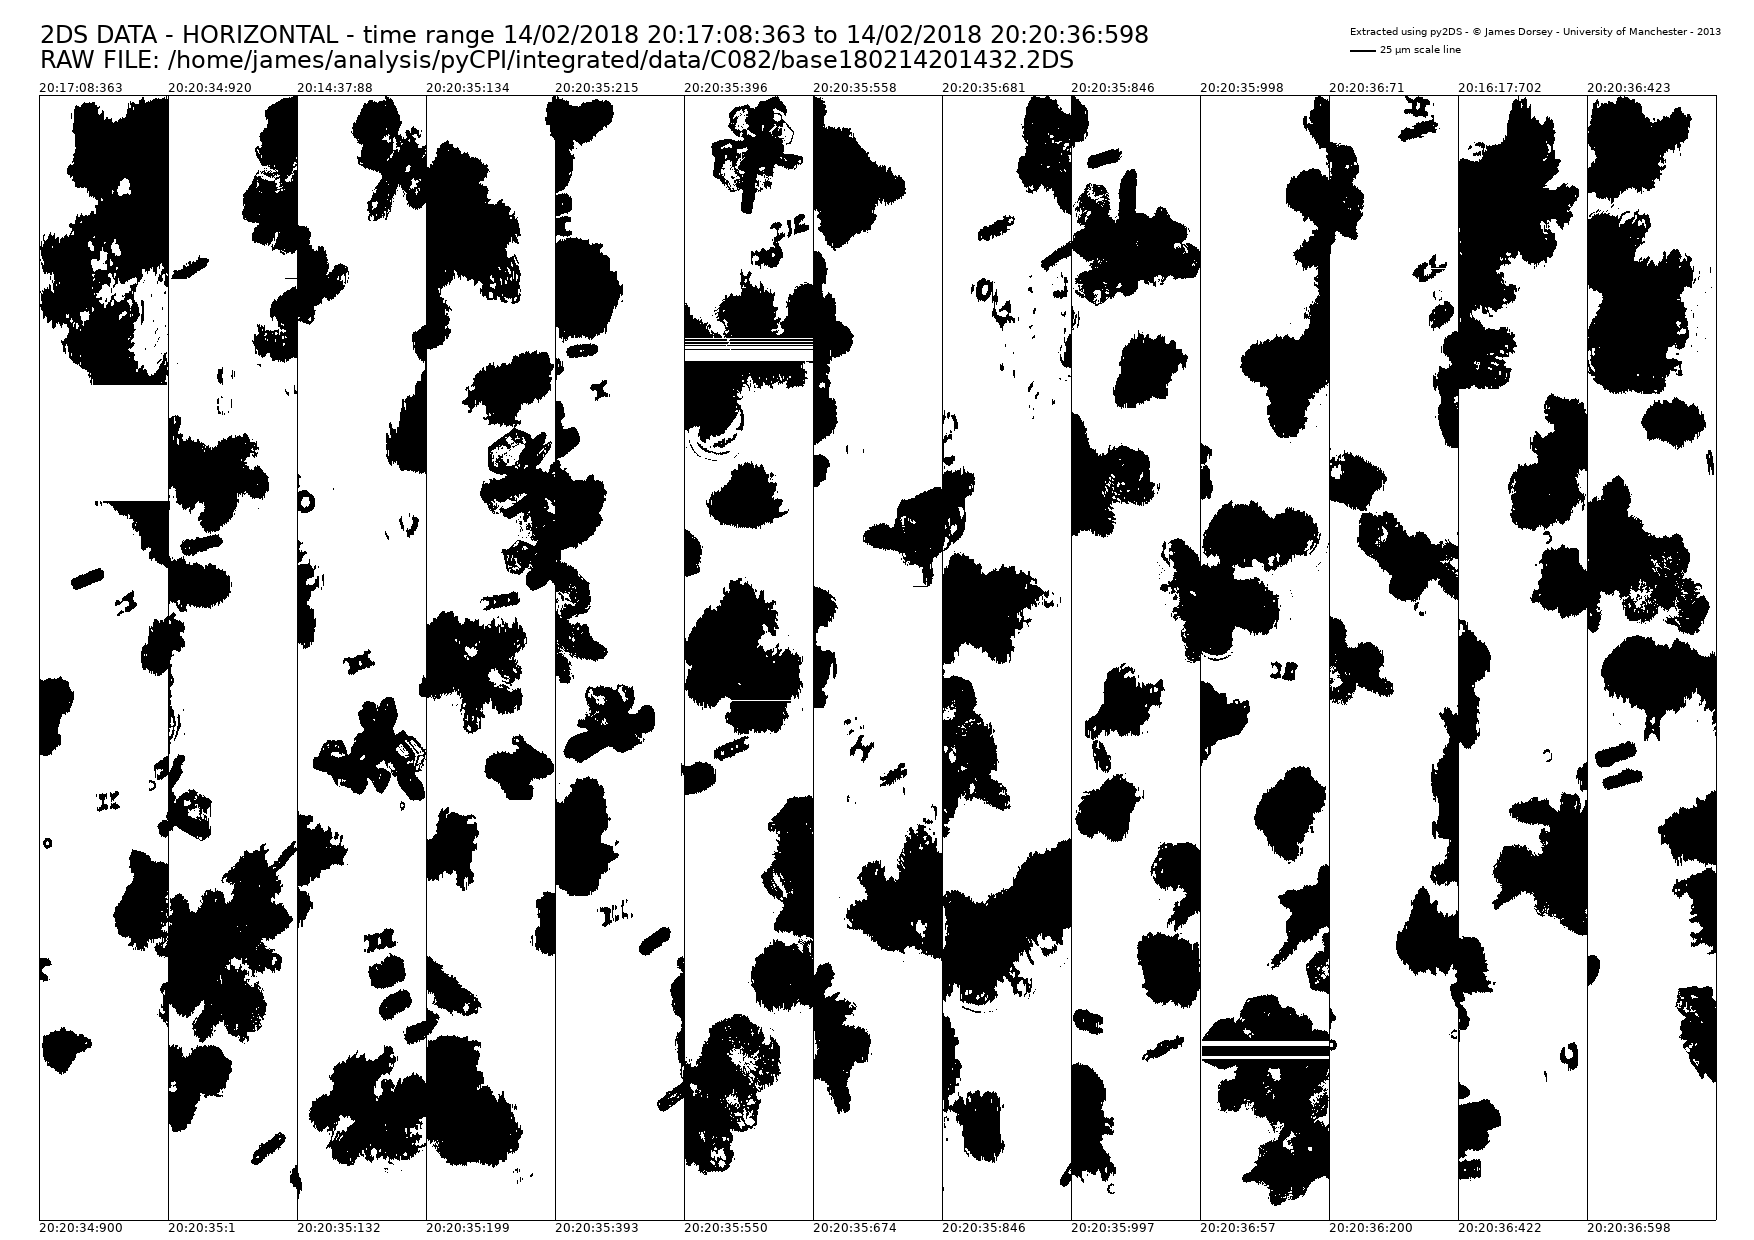 2DS DATA - HORIZONTAL - time range 14/02/2018 20:17:08:363 to 14/02/2018 20:20:36:598
RAW FILE: /home/james/analysis/pyCPI/integrated/data/C082/base180214201432.2DS
Extracted using py2DS - © James Dorsey - University of Manchester - 2013
25 µm scale line
20:17:08:363 20:20:34:920 20:14:37:88 20:20:35:134 20:20:35:215 20:20:35:396 20:20:35:558 20:20:35:681 20:20:35:846 20:20:35:998 20:20:36:71 20:16:17:702 20:20:36:423
20:20:34:900 20:20:35:1 20:20:35:132 20:20:35:199 20:20:35:393 20:20:35:550 20:20:35:674 20:20:35:846 20:20:35:997 20:20:36:57 20:20:36:200 20:20:36:422 20:20:36:598